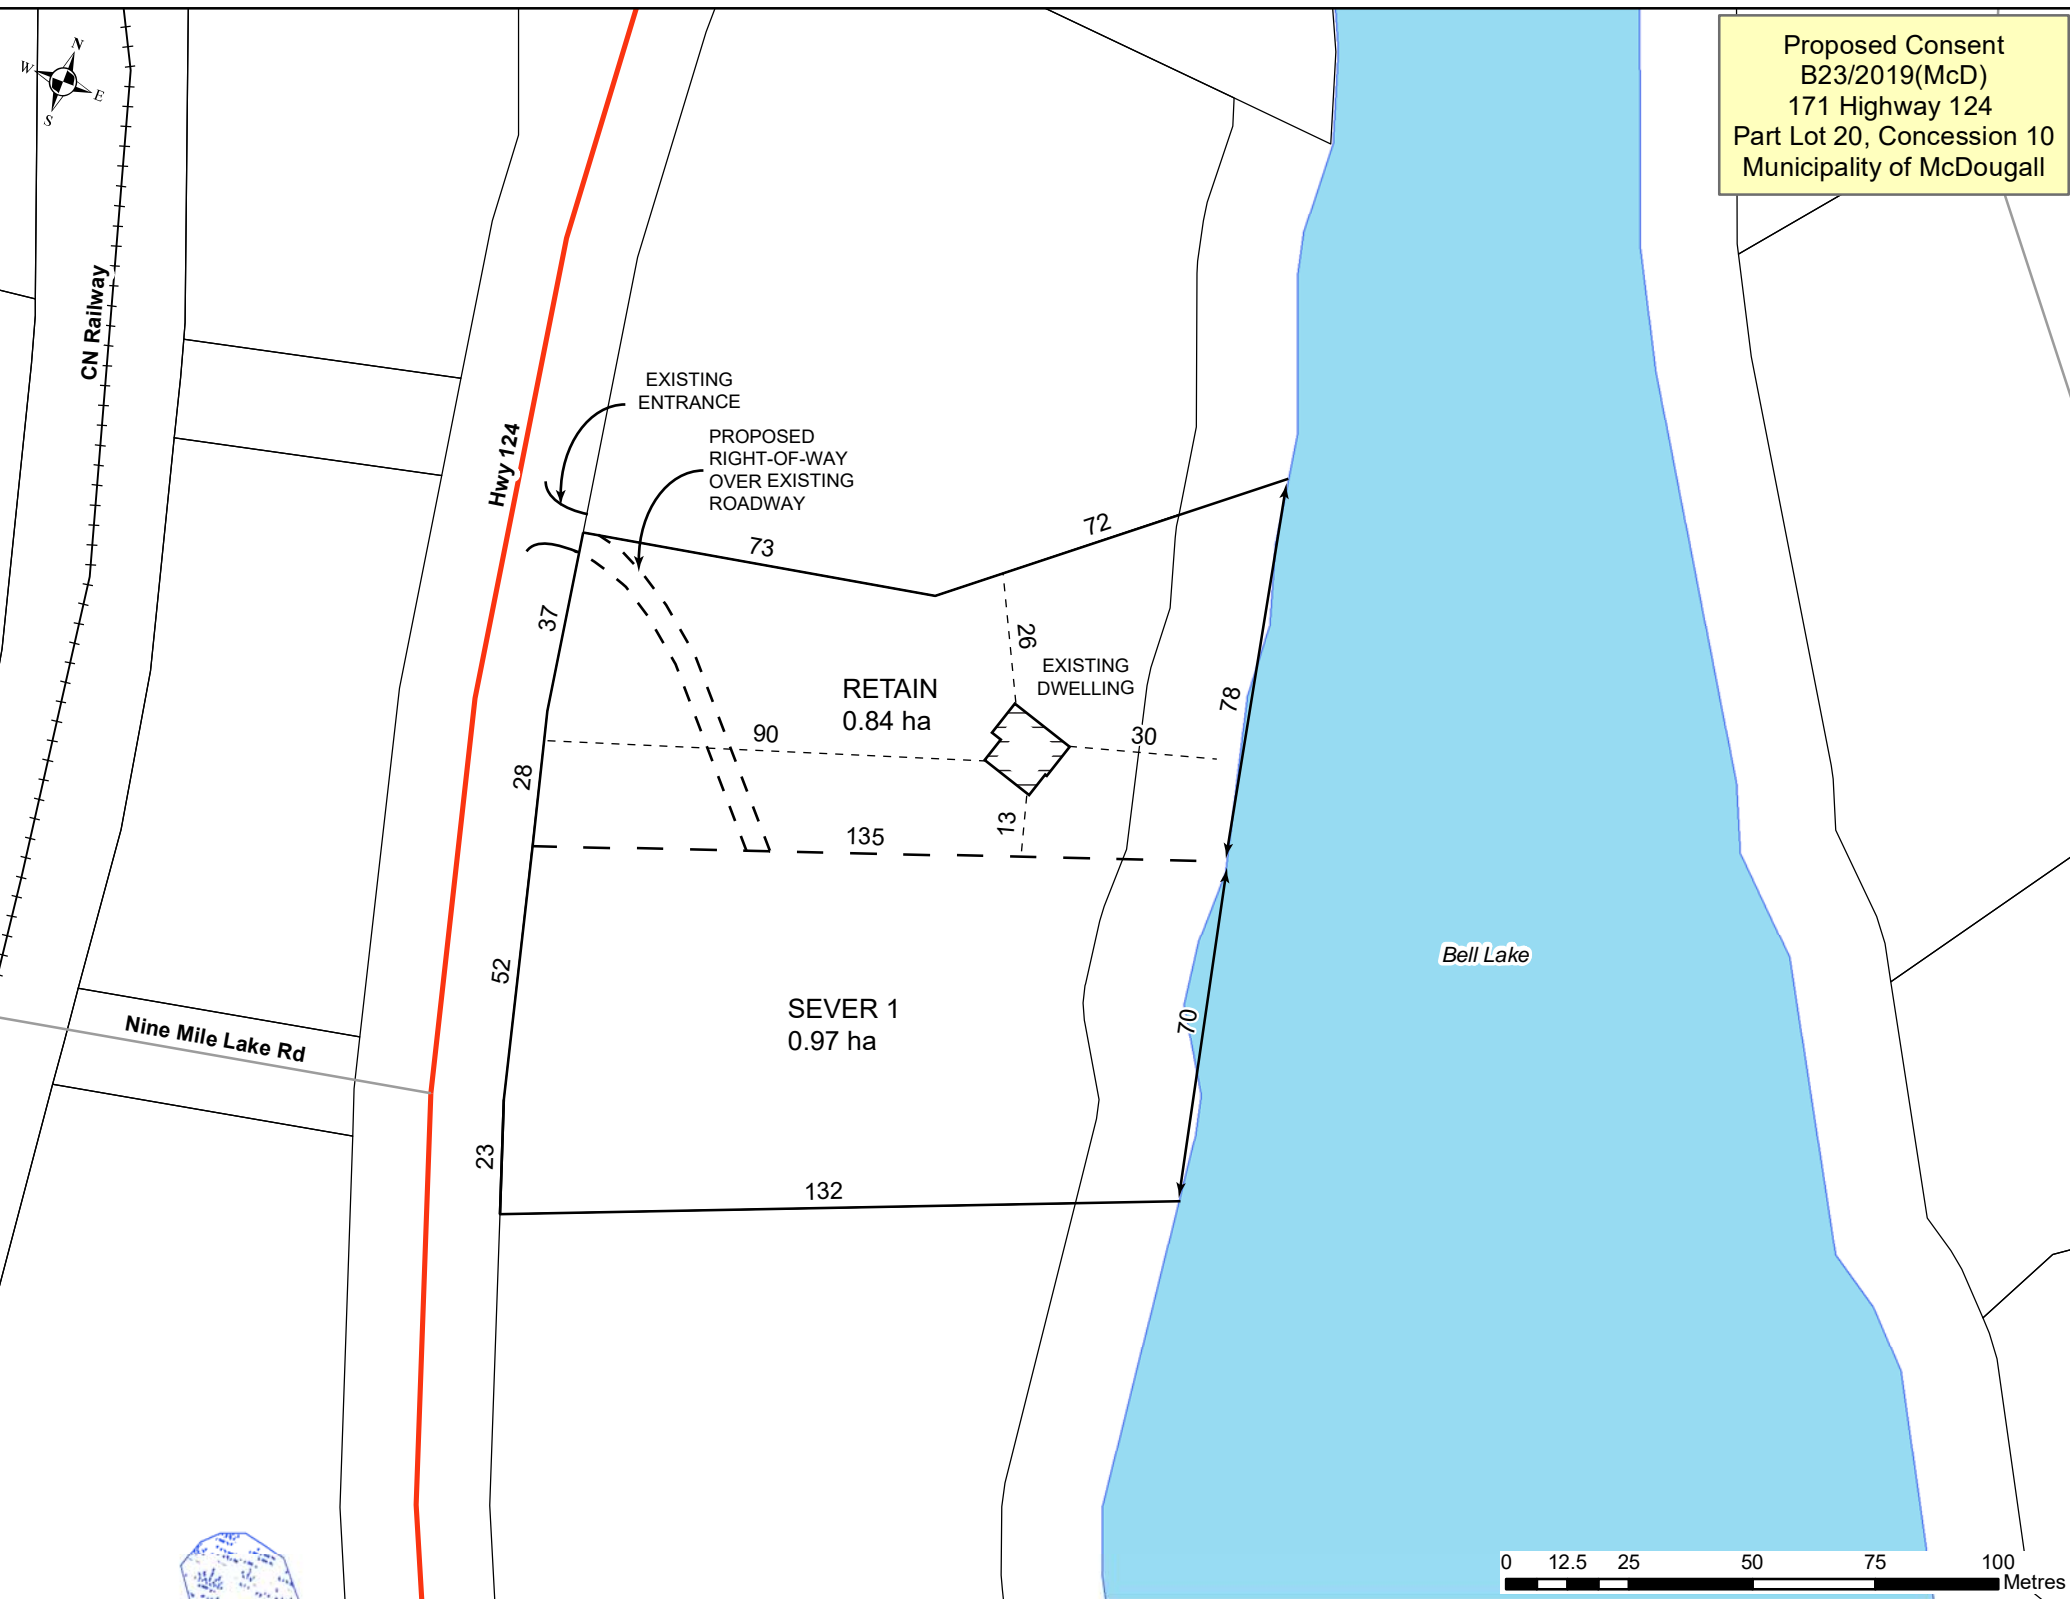 Proposed Consent
B23/2019(McD)
171 Highway 124
Part Lot 20, Concession 10
Municipality of McDougall
N
W
E
S
CN Railway
Hwy 124
EXISTING
ENTRANCE
PROPOSED
RIGHT-OF-WAY
OVER EXISTING
ROADWAY
73
72
37
26
EXISTING
DWELLING
RETAIN
0.84 ha
78
90
30
28
13
135
Bell Lake
52
SEVER 1
0.97 ha
70
Nine Mile Lake Rd
23
132
0 12.5 25 50 75 100
Metres